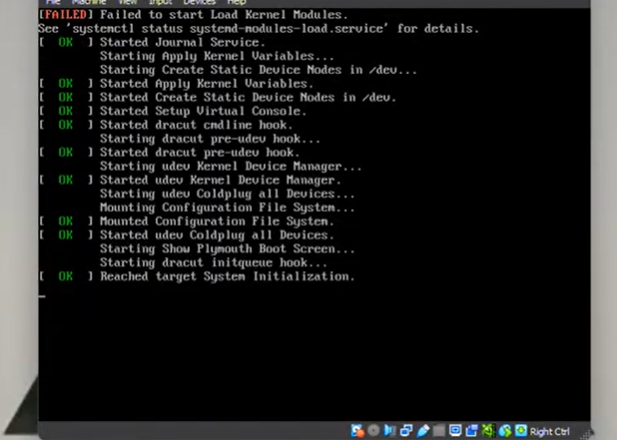 File Machine View Input Devices Help
[FAILED] Failed to start Load Kernel Modules.
See 'systemctl status systemd-modules-load.service' for details.
[ OK ] Started Journal Service.
Starting Apply Kernel Variables...
Starting Create Static Device Nodes in /dev...
[ OK ] Started Apply Kernel Variables.
[ OK ] Started Create Static Device Nodes in /dev.
[ OK ] Started Setup Virtual Console.
[ OK ] Started dracut cmdline hook.
Starting dracut pre-udev hook...
[ OK ] Started dracut pre-udev hook.
Starting udev Kernel Device Manager...
[ OK ] Started udev Kernel Device Manager.
Starting udev Coldplug all Devices...
Mounting Configuration File System...
[ OK ] Mounted Configuration File System.
[ OK ] Started udev Coldplug all Devices.
Starting Show Plymouth Boot Screen...
Starting dracut initqueue hook...
[ OK ] Reached target System Initialization.
Right Ctrl